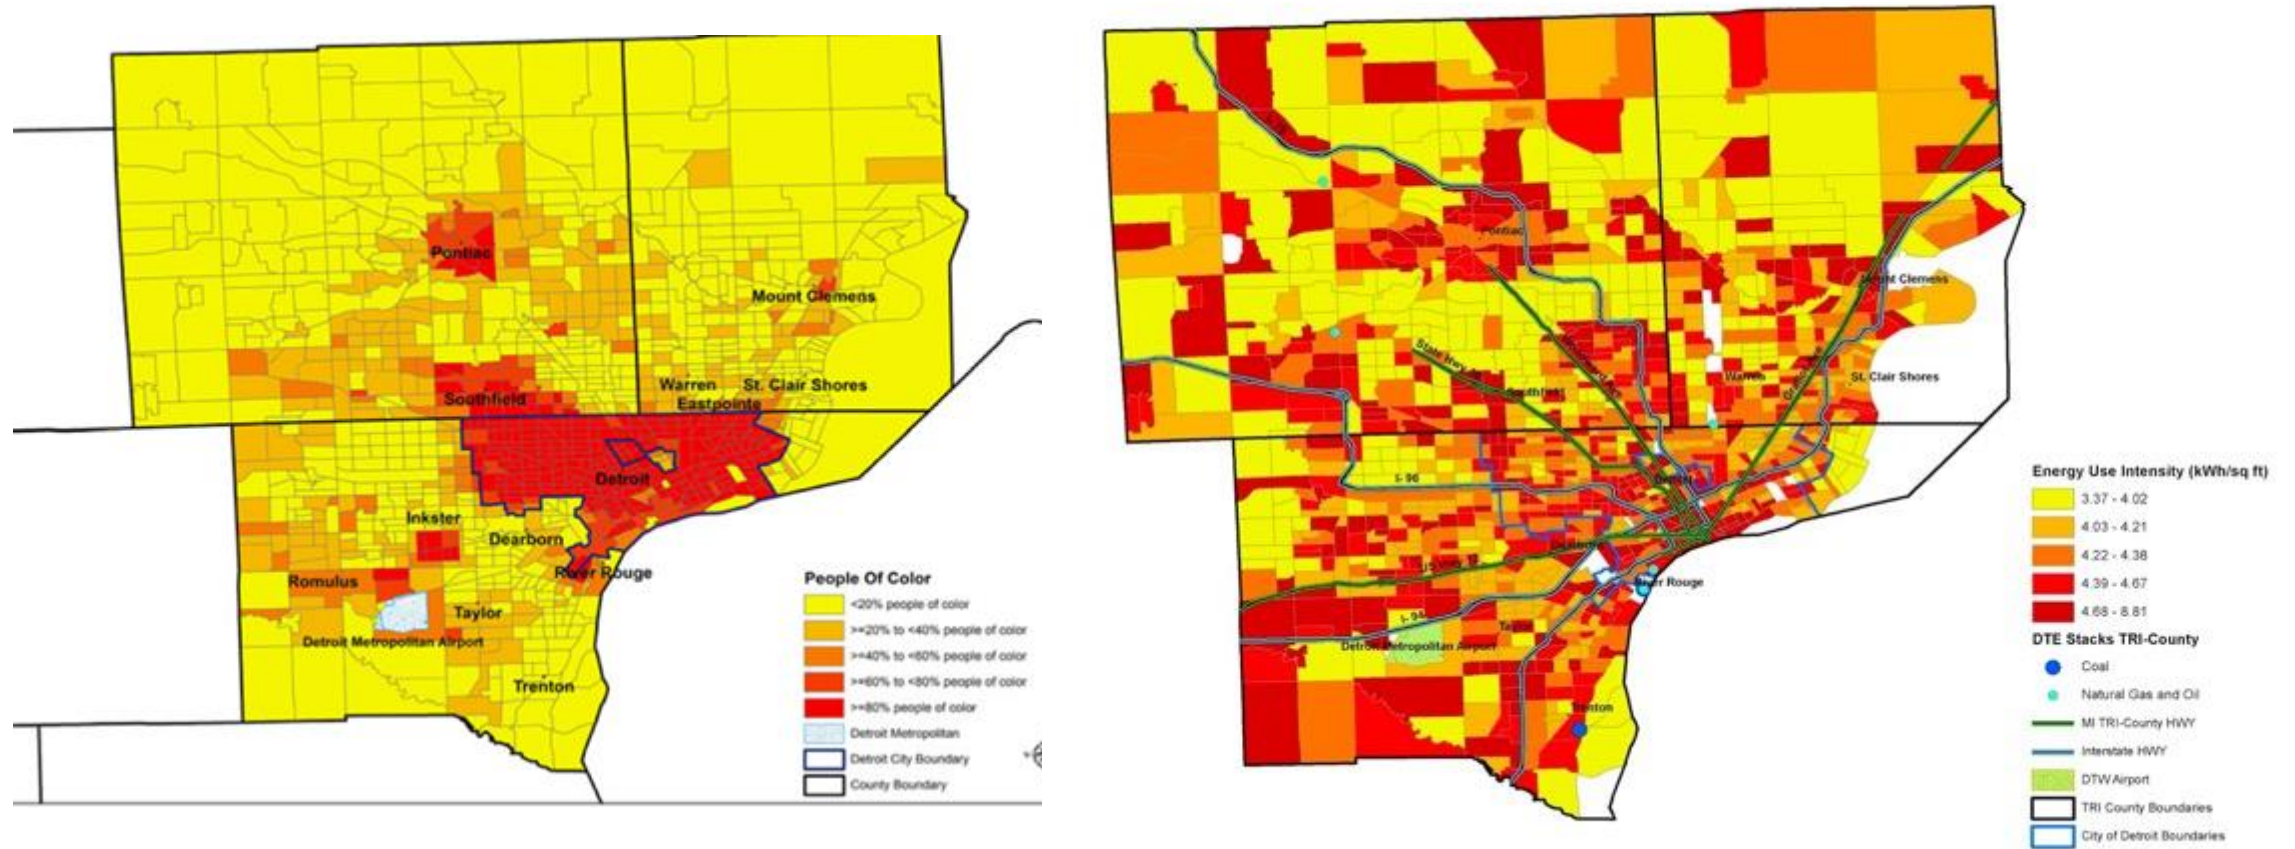 Pontiac
Mount Clemens
Warren
St. Clair Shores
Southfield
Eastpointe
Detroit
Inkster
Dearborn
Romulus
River Rouge
Taylor
Detroit Metropolitan Airport
Trenton
People Of Color
<20% people of color
>=20% to <40% people of color
>=40% to <60% people of color
>=60% to <80% people of color
>=80% people of color
Detroit Metropolitan
Detroit City Boundary
County Boundary
Pontiac
Mount Clemens
State Hwy
Warren
St. Clair Shores
Southfield
I- 96
Detroit
River Rouge
I- 94
Taylor
Detroit Metropolitan Airport
Trenton
Energy Use Intensity (kWh/sq ft)
3.37 - 4.02
4.03 - 4.21
4.22 - 4.38
4.39 - 4.67
4.68 - 8.81
DTE Stacks TRI-County
Coal
Natural Gas and Oil
MI TRI-County HWY
Interstate HWY
DTW Airport
TRI County Boundaries
City of Detroit Boundaries